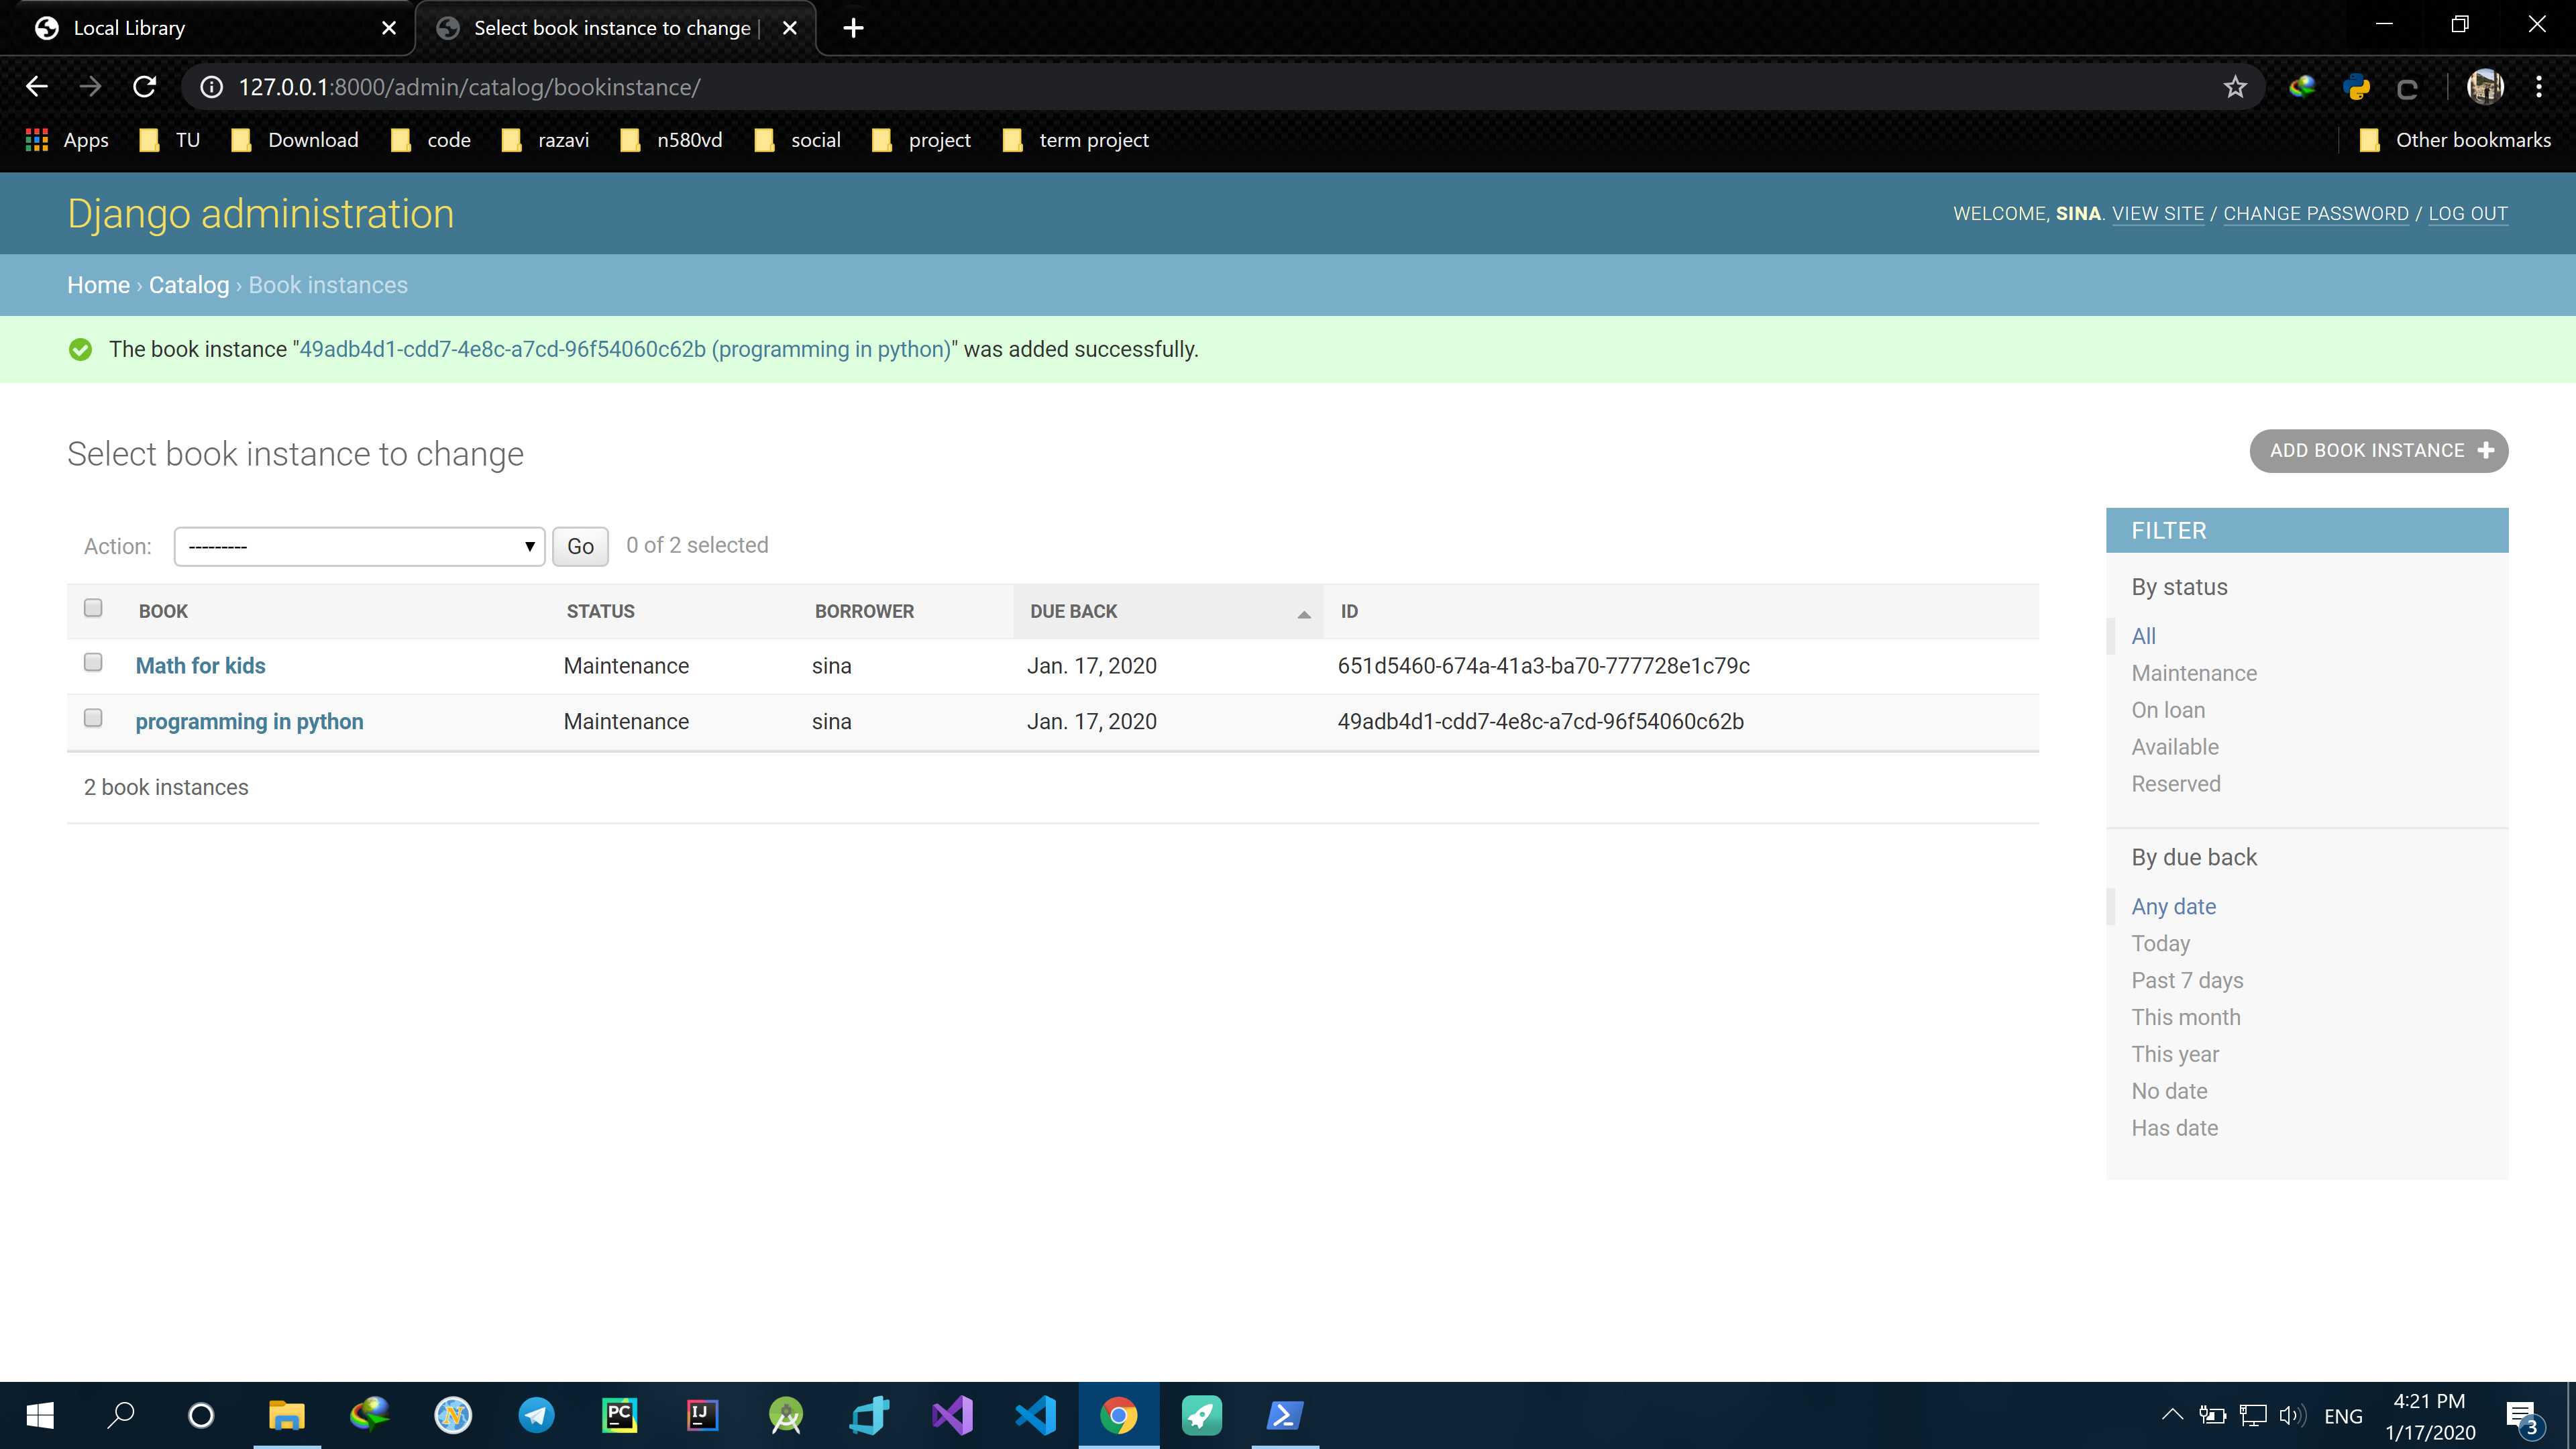 Local Library
Select book instance to change |
127.0.0.1:8000/admin/catalog/bookinstance/
Apps TU Download code razavi n580vd social project term project Other bookmarks
Django administration
WELCOME, SINA. VIEW SITE / CHANGE PASSWORD / LOG OUT
Home › Catalog › Book instances
The book instance "49adb4d1-cdd7-4e8c-a7cd-96f54060c62b (programming in python)" was added successfully.
Select book instance to change
ADD BOOK INSTANCE
Action: --------- Go 0 of 2 selected
BOOK STATUS BORROWER DUE BACK ID
Math for kids Maintenance sina Jan. 17, 2020 651d5460-674a-41a3-ba70-777728e1c79c
programming in python Maintenance sina Jan. 17, 2020 49adb4d1-cdd7-4e8c-a7cd-96f54060c62b
2 book instances
FILTER
By status
All
Maintenance
On loan
Available
Reserved
By due back
Any date
Today
Past 7 days
This month
This year
No date
Has date
PC
IJ
ENG
4:21 PM
1/17/2020
3